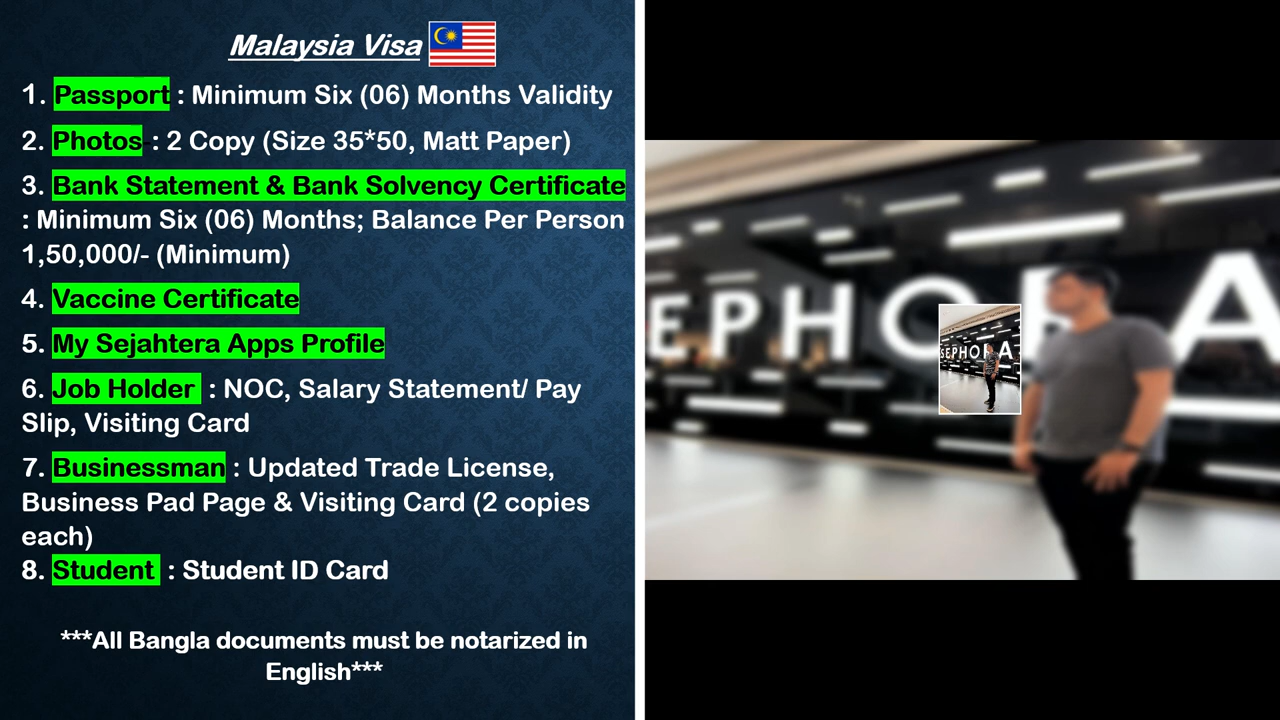 Malaysia Visa
1. Passport : Minimum Six (06) Months Validity
2. Photos : 2 Copy (Size 35*50, Matt Paper)
3. Bank Statement & Bank Solvency Certificate
: Minimum Six (06) Months; Balance Per Person
1,50,000/- (Minimum)
4. Vaccine Certificate
5. My Sejahtera Apps Profile
6. Job Holder : NOC, Salary Statement/ Pay
Slip, Visiting Card
7. Businessman : Updated Trade License,
Business Pad Page & Visiting Card (2 copies
each)
8. Student : Student ID Card
***All Bangla documents must be notarized in
English***
SEPHORA